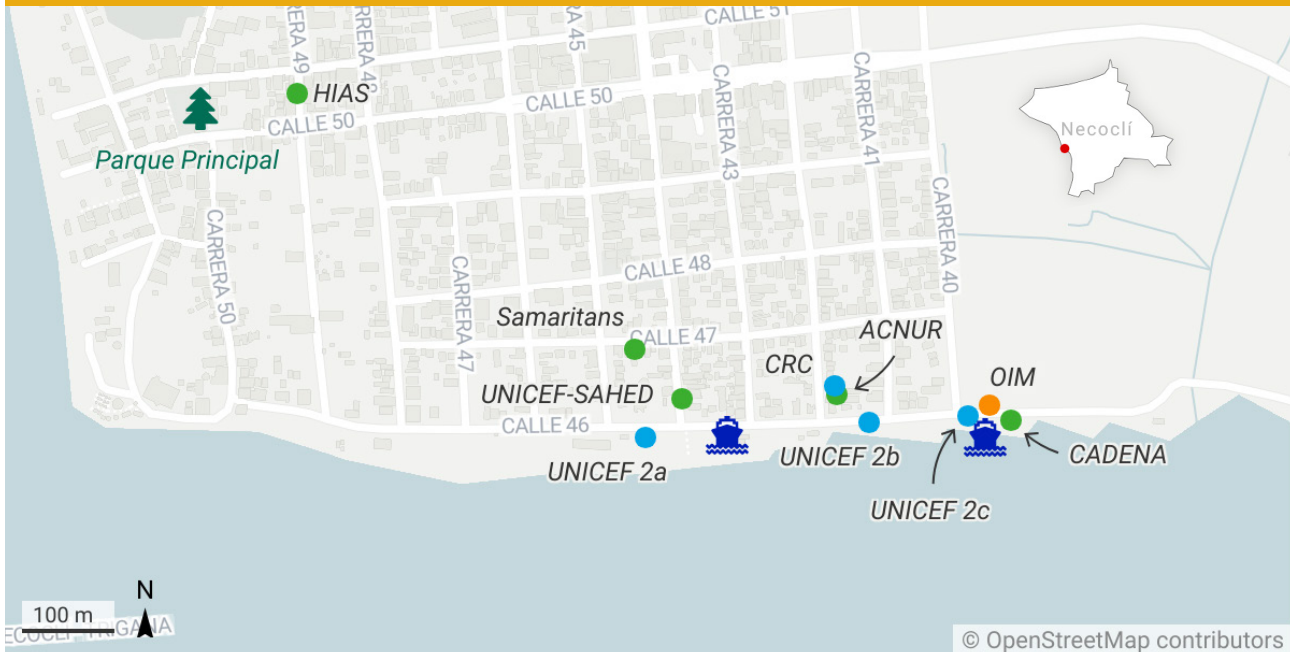 CALLE 51
CARRERA 49
CARRERA 45
HIAS
CALLE 50
CALLE 50
Parque Principal
CARRERA 43
CARRERA 41
Necoclí
CARRERA 50
CARRERA 47
CALLE 48
CARRERA 40
Samaritans
CALLE 47
ACNUR
CRC
OIM
UNICEF-SAHED
CALLE 46
UNICEF 2a
UNICEF 2b
CADENA
UNICEF 2c
N
100 m
© OpenStreetMap contributors